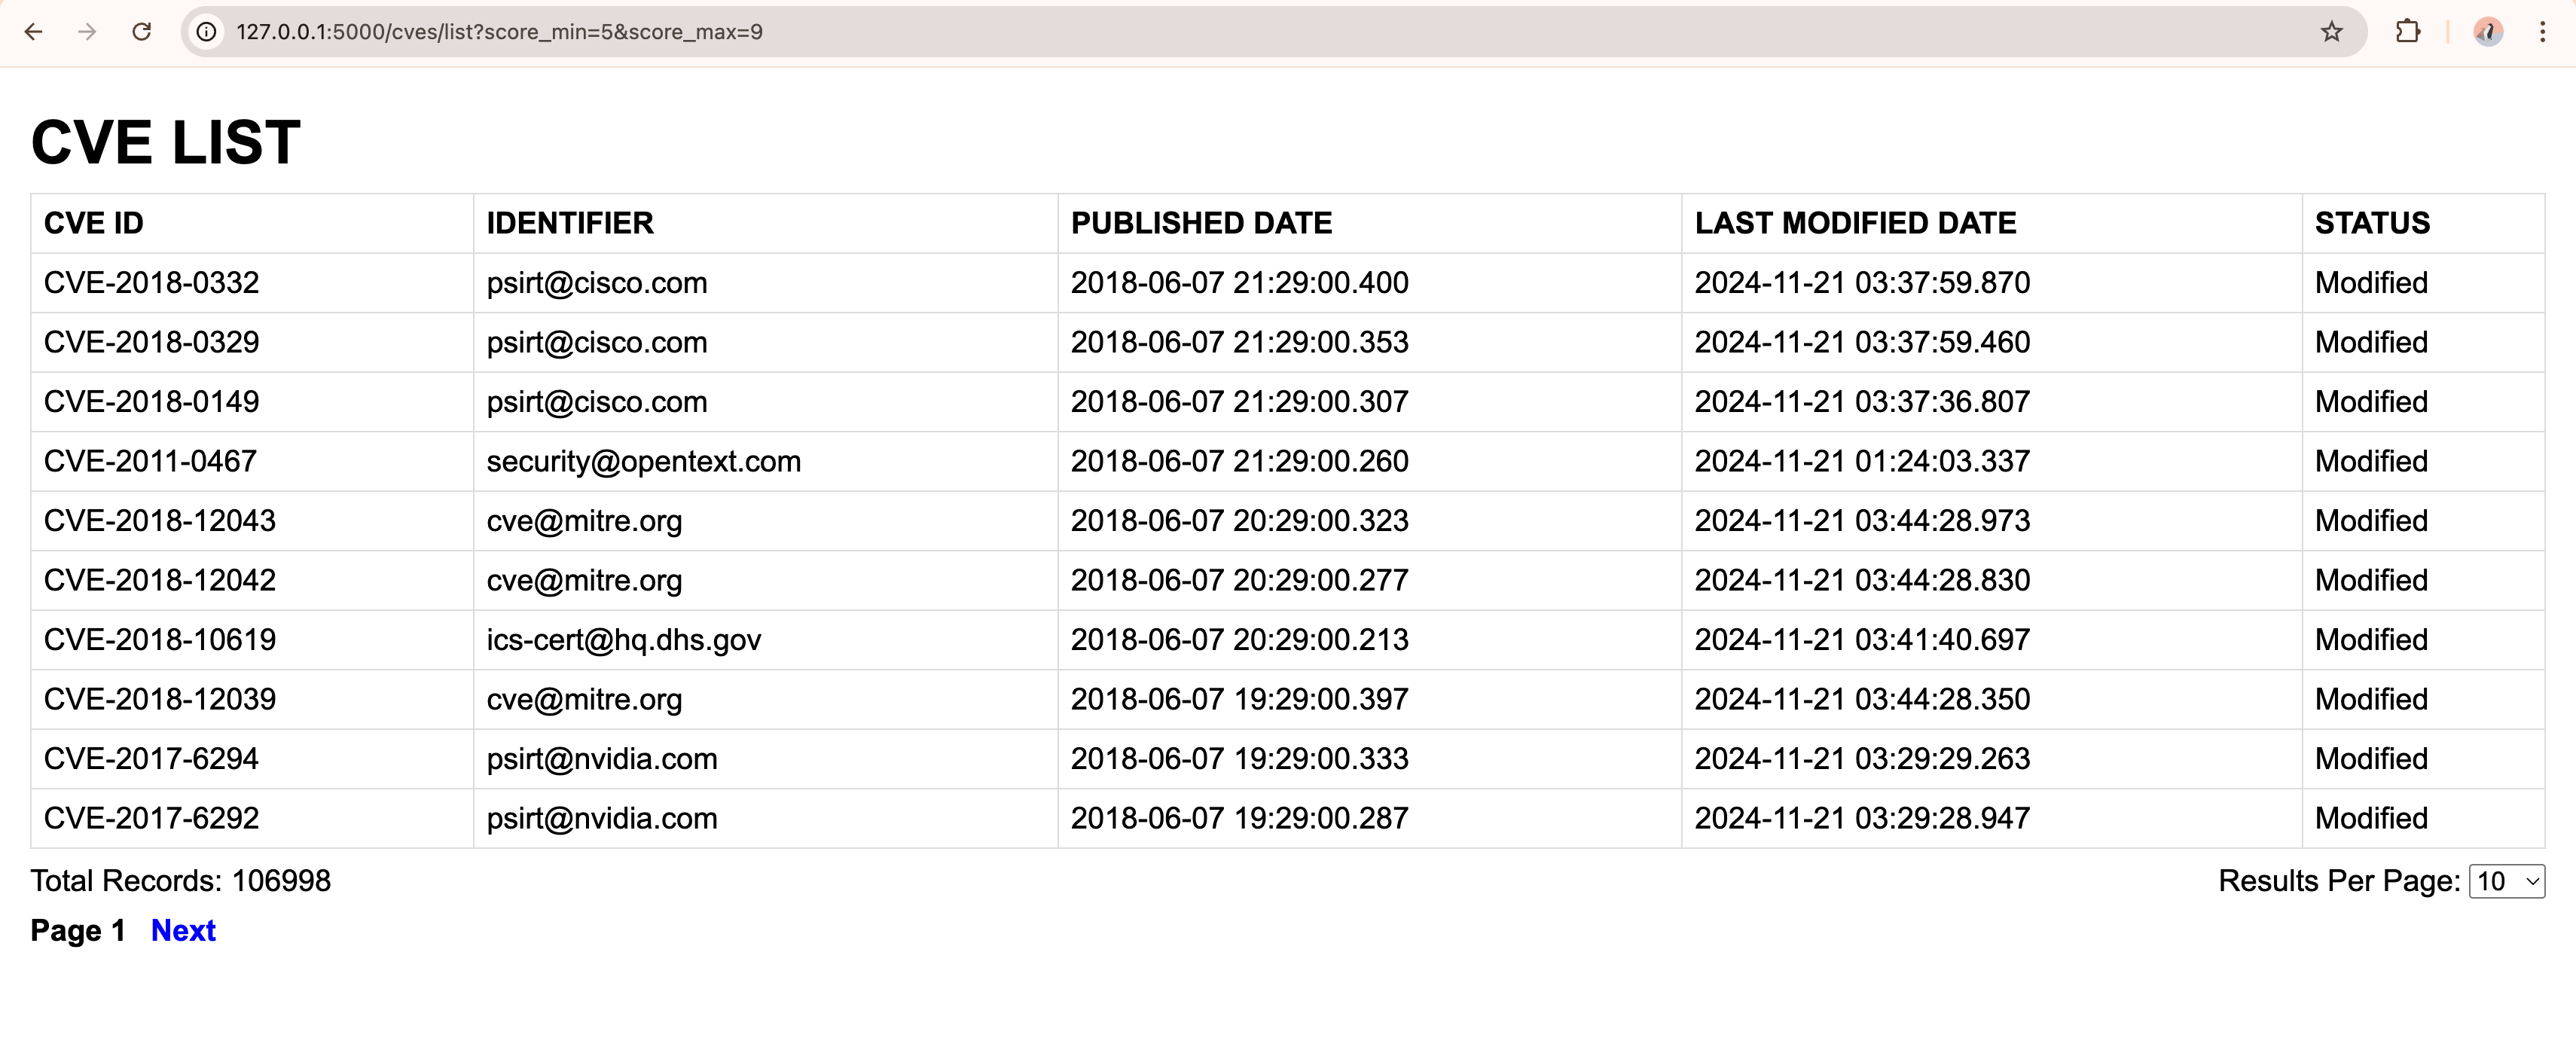 127.0.0.1:5000/cves/list?score_min=5&score_max=9
CVE LIST
CVE ID IDENTIFIER PUBLISHED DATE LAST MODIFIED DATE STATUS
CVE-2018-0332 psirt@cisco.com 2018-06-07 21:29:00.400 2024-11-21 03:37:59.870 Modified
CVE-2018-0329 psirt@cisco.com 2018-06-07 21:29:00.353 2024-11-21 03:37:59.460 Modified
CVE-2018-0149 psirt@cisco.com 2018-06-07 21:29:00.307 2024-11-21 03:37:36.807 Modified
CVE-2011-0467 security@opentext.com 2018-06-07 21:29:00.260 2024-11-21 01:24:03.337 Modified
CVE-2018-12043 cve@mitre.org 2018-06-07 20:29:00.323 2024-11-21 03:44:28.973 Modified
CVE-2018-12042 cve@mitre.org 2018-06-07 20:29:00.277 2024-11-21 03:44:28.830 Modified
CVE-2018-10619 ics-cert@hq.dhs.gov 2018-06-07 20:29:00.213 2024-11-21 03:41:40.697 Modified
CVE-2018-12039 cve@mitre.org 2018-06-07 19:29:00.397 2024-11-21 03:44:28.350 Modified
CVE-2017-6294 psirt@nvidia.com 2018-06-07 19:29:00.333 2024-11-21 03:29:29.263 Modified
CVE-2017-6292 psirt@nvidia.com 2018-06-07 19:29:00.287 2024-11-21 03:29:28.947 Modified
Total Records: 106998 Results Per Page: 10
Page 1 Next